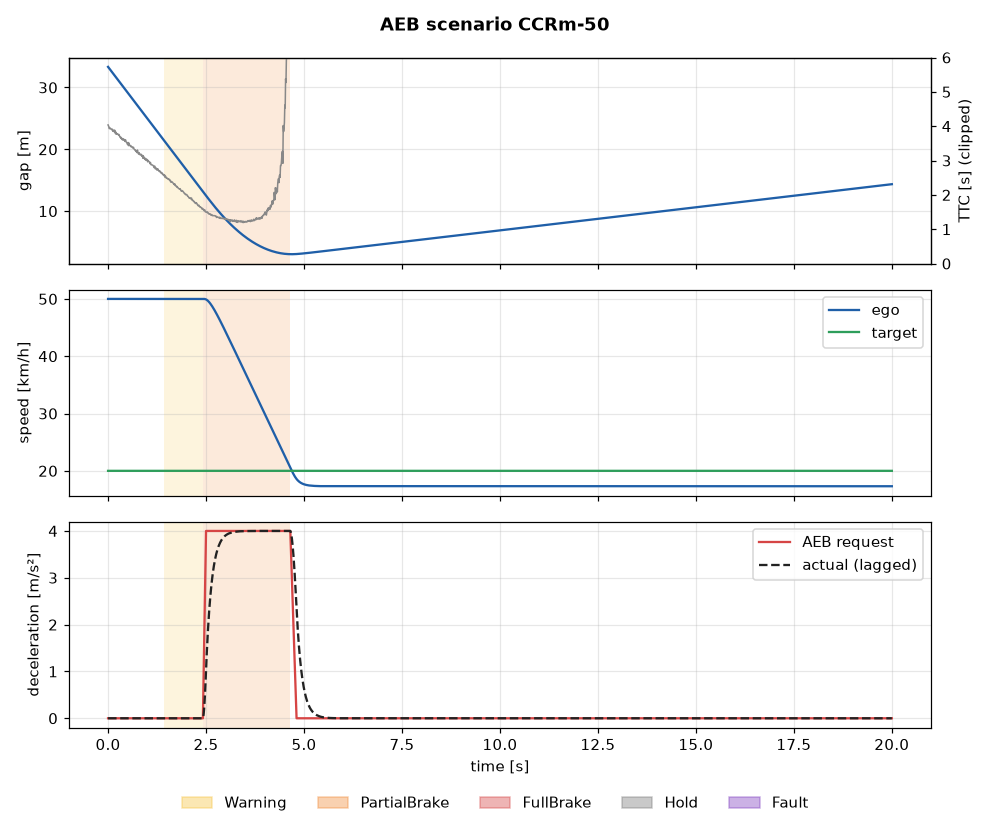 AEB scenario CCRm-50
30
20
10
gap [m]
6
5
4
3
2
1
0
TTC [s] (clipped)
50
40
30
20
speed [km/h]
ego
target
4
3
2
1
0
deceleration [m/s²]
AEB request
actual (lagged)
0.0 2.5 5.0 7.5 10.0 12.5 15.0 17.5 20.0
time [s]
Warning PartialBrake FullBrake Hold Fault